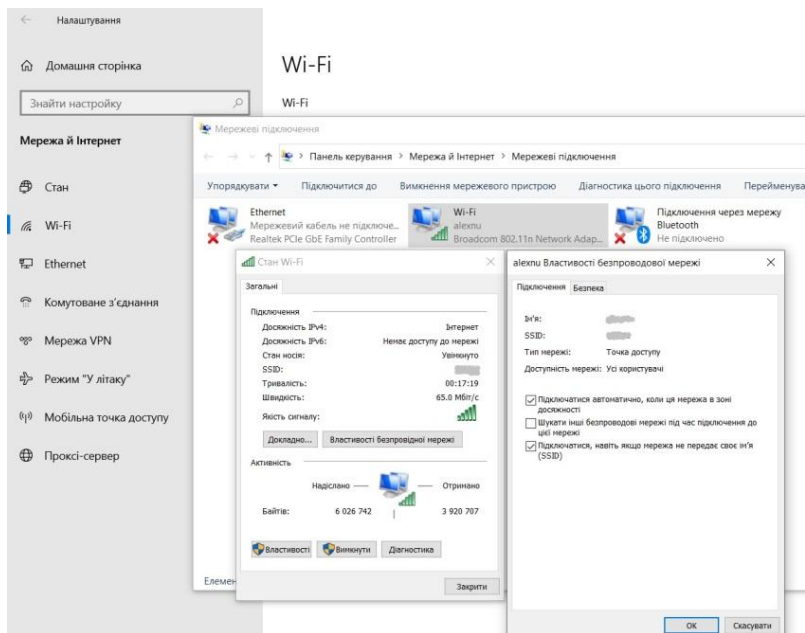 Налаштування
Домашня сторінка
Знайти настройку
Мережа й Інтернет
Стан
Wi-Fi
Ethernet
Комутоване з'єднання
Мережа VPN
Режим "У літаку"
Мобільна точка доступу
Проксі-сервер
Wi-Fi
Wi-Fi
Мережеві підключення
Панель керування > Мережа й Інтернет > Мережеві підключення
Упорядкувати Підключитися до Вимкнення мережевого пристрою Діагностика цього підключення Перейменува
Ethernet
Мережевий кабель не підключе...
Realtek PCIe GbE Family Controller
Wi-Fi
alexnu
Broadcom 802.11n Network Adap...
Підключення через мережу
Bluetooth
Не підключено
Стан Wi-Fi
Загальні
Підключення
Досяжність IPv4: Інтернет
Досяжність IPv6: Немає доступу до мережі
Стан носія: Увімкнуто
SSID:
Тривалість: 00:17:19
Швидкість: 65.0 Мбіт/с
Якість сигналу:
Докладно... Властивості безпровідної мережі
Активність
Надіслано — — Отримано
Байтів: 6 026 742 | 3 920 707
Властивості Вимкнути Діагностика
Закрити
Елемен
alexnu Властивості безпроводової мережі
Підключення Безпека
Ім'я:
SSID:
Тип мережі: Точка доступу
Доступність мережі: Усі користувачі
Підключатися автоматично, коли ця мережа в зоні
досяжності
Шукати інші безпроводові мережі під час підключення до
цієї мережі
Підключатися, навіть якщо мережа не передає своє ім'я
(SSID)
ОК Скасувати